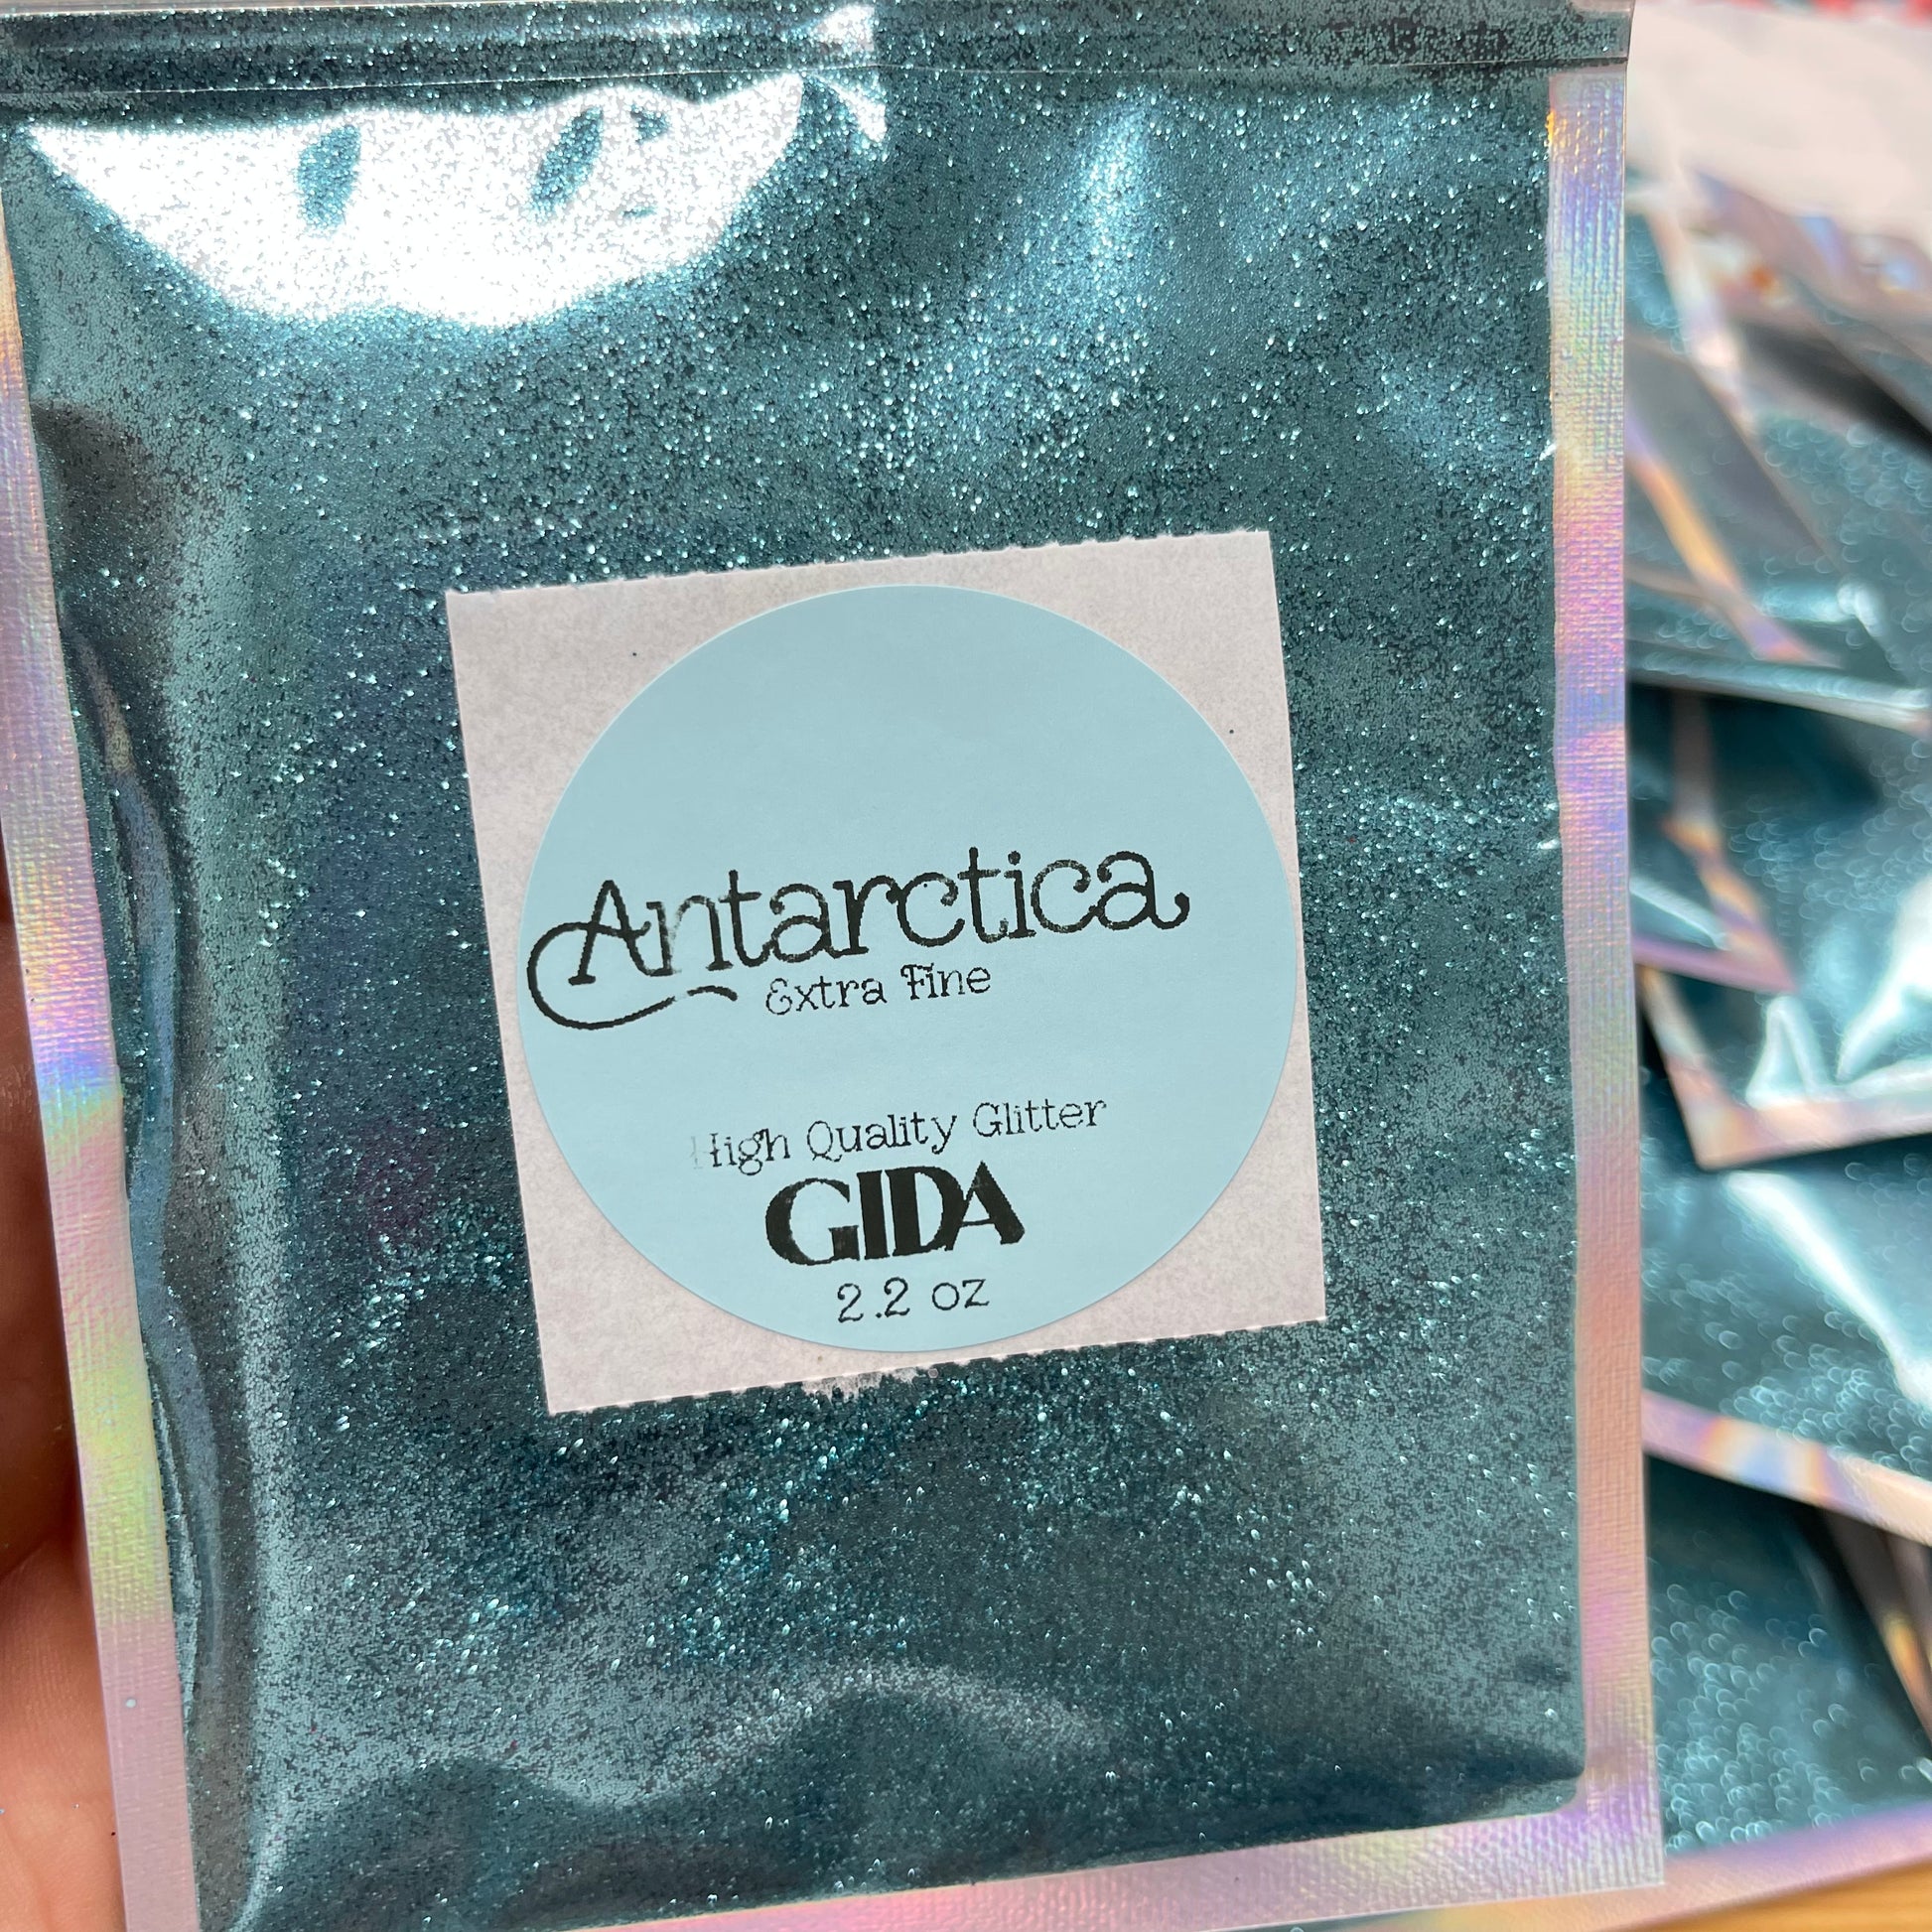 Antarctica
Extra Fine
High Quality Glitter
GIDA
2.2 oz